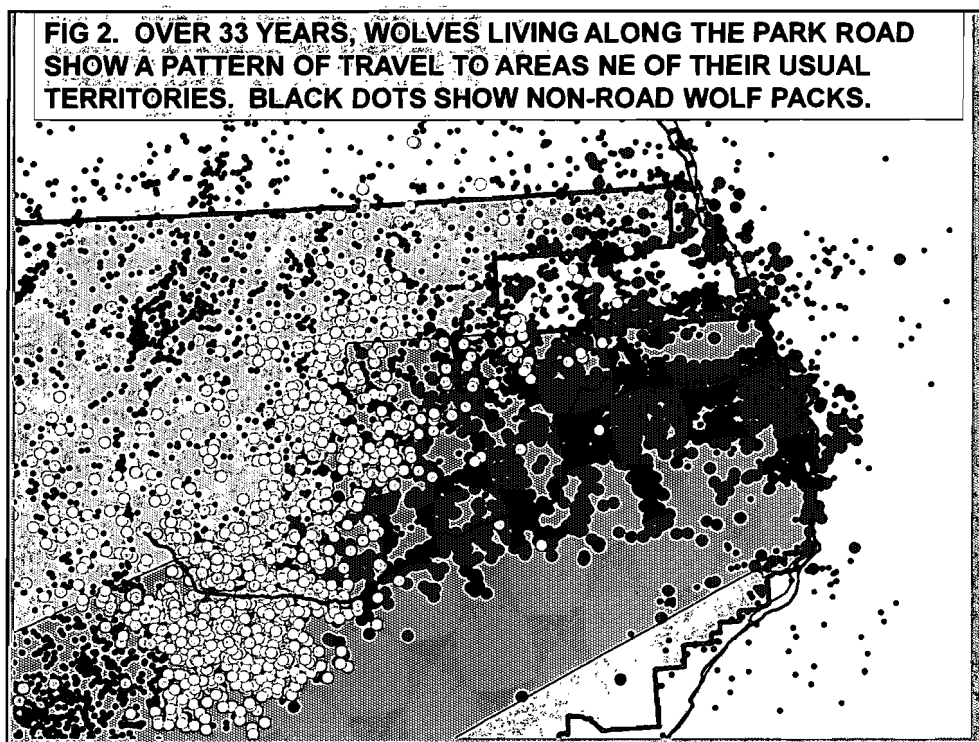 FIG 2. OVER 33 YEARS, WOLVES LIVING ALONG THE PARK ROAD
SHOW A PATTERN OF TRAVEL TO AREAS NE OF THEIR USUAL
TERRITORIES. BLACK DOTS SHOW NON-ROAD WOLF PACKS.